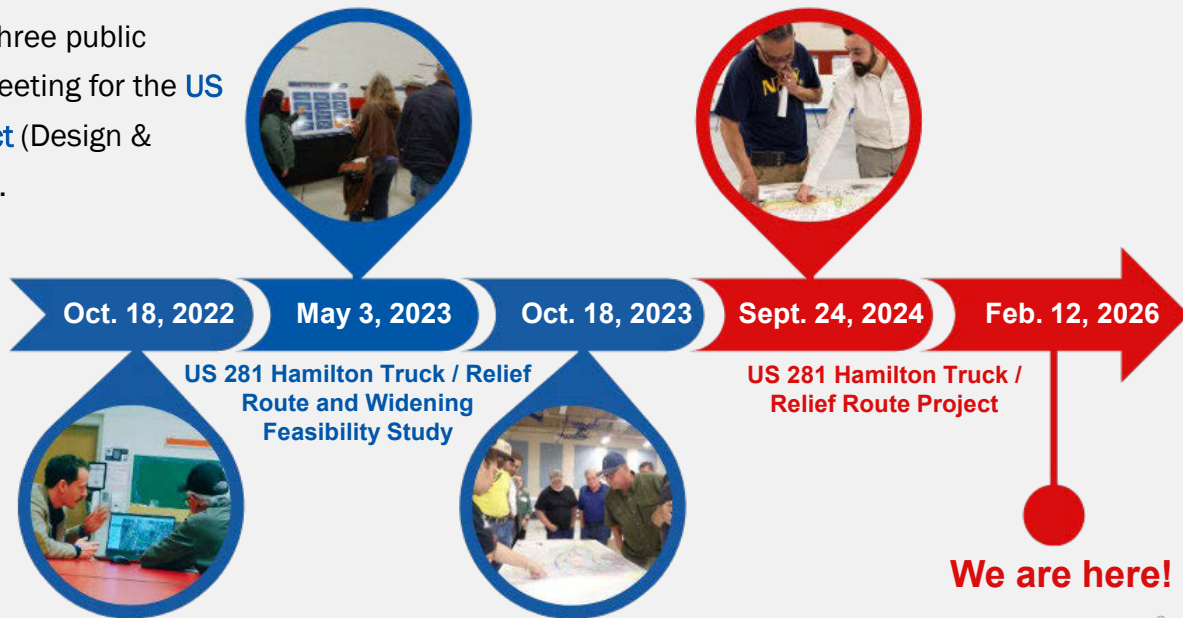 hree public
eeting for the US
ct (Design &
.
Oct. 18, 2022
May 3, 2023
Oct. 18, 2023
Sept. 24, 2024
Feb. 12, 2026
US 281 Hamilton Truck / Relief
Route and Widening
Feasibility Study
US 281 Hamilton Truck /
Relief Route Project
We are here!